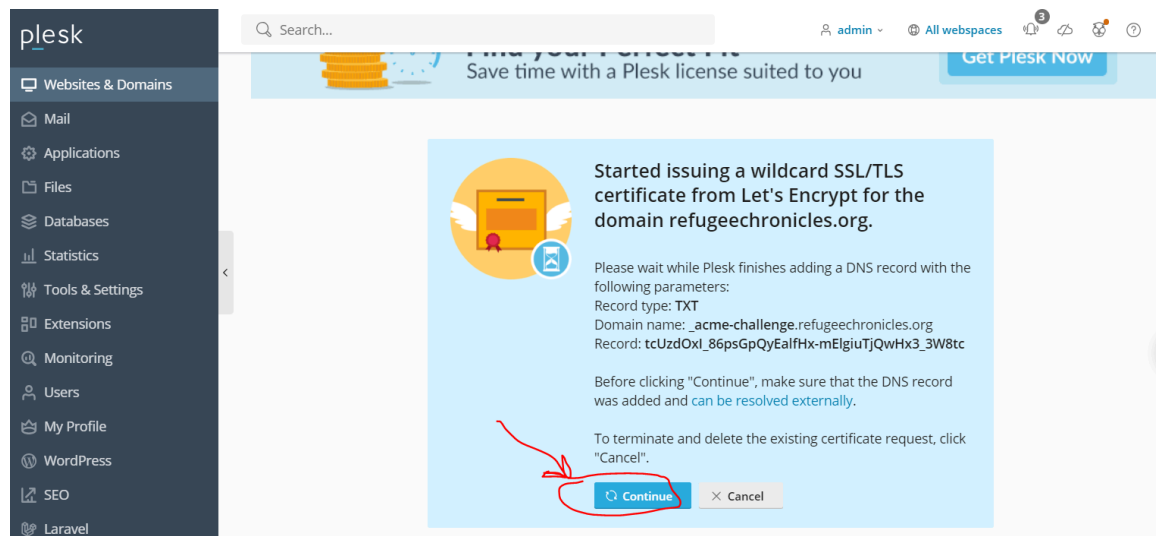 plesk
Search...
admin
All webspaces
3
Websites & Domains
Mail
Applications
Files
Databases
Statistics
Tools & Settings
Extensions
Monitoring
Users
My Profile
WordPress
SEO
Laravel
Find your Perfect Fit
Save time with a Plesk license suited to you
Get Plesk Now
Started issuing a wildcard SSL/TLS
certificate from Let's Encrypt for the
domain refugeechronicles.org.
Please wait while Plesk finishes adding a DNS record with the
following parameters:
Record type: TXT
Domain name: _acme-challenge.refugeechronicles.org
Record: tcUzdOxI_86psGpQyEalfHx-mElgiuTjQwHx3_3W8tc
Before clicking "Continue", make sure that the DNS record
was added and can be resolved externally.
To terminate and delete the existing certificate request, click
"Cancel".
Continue
Cancel